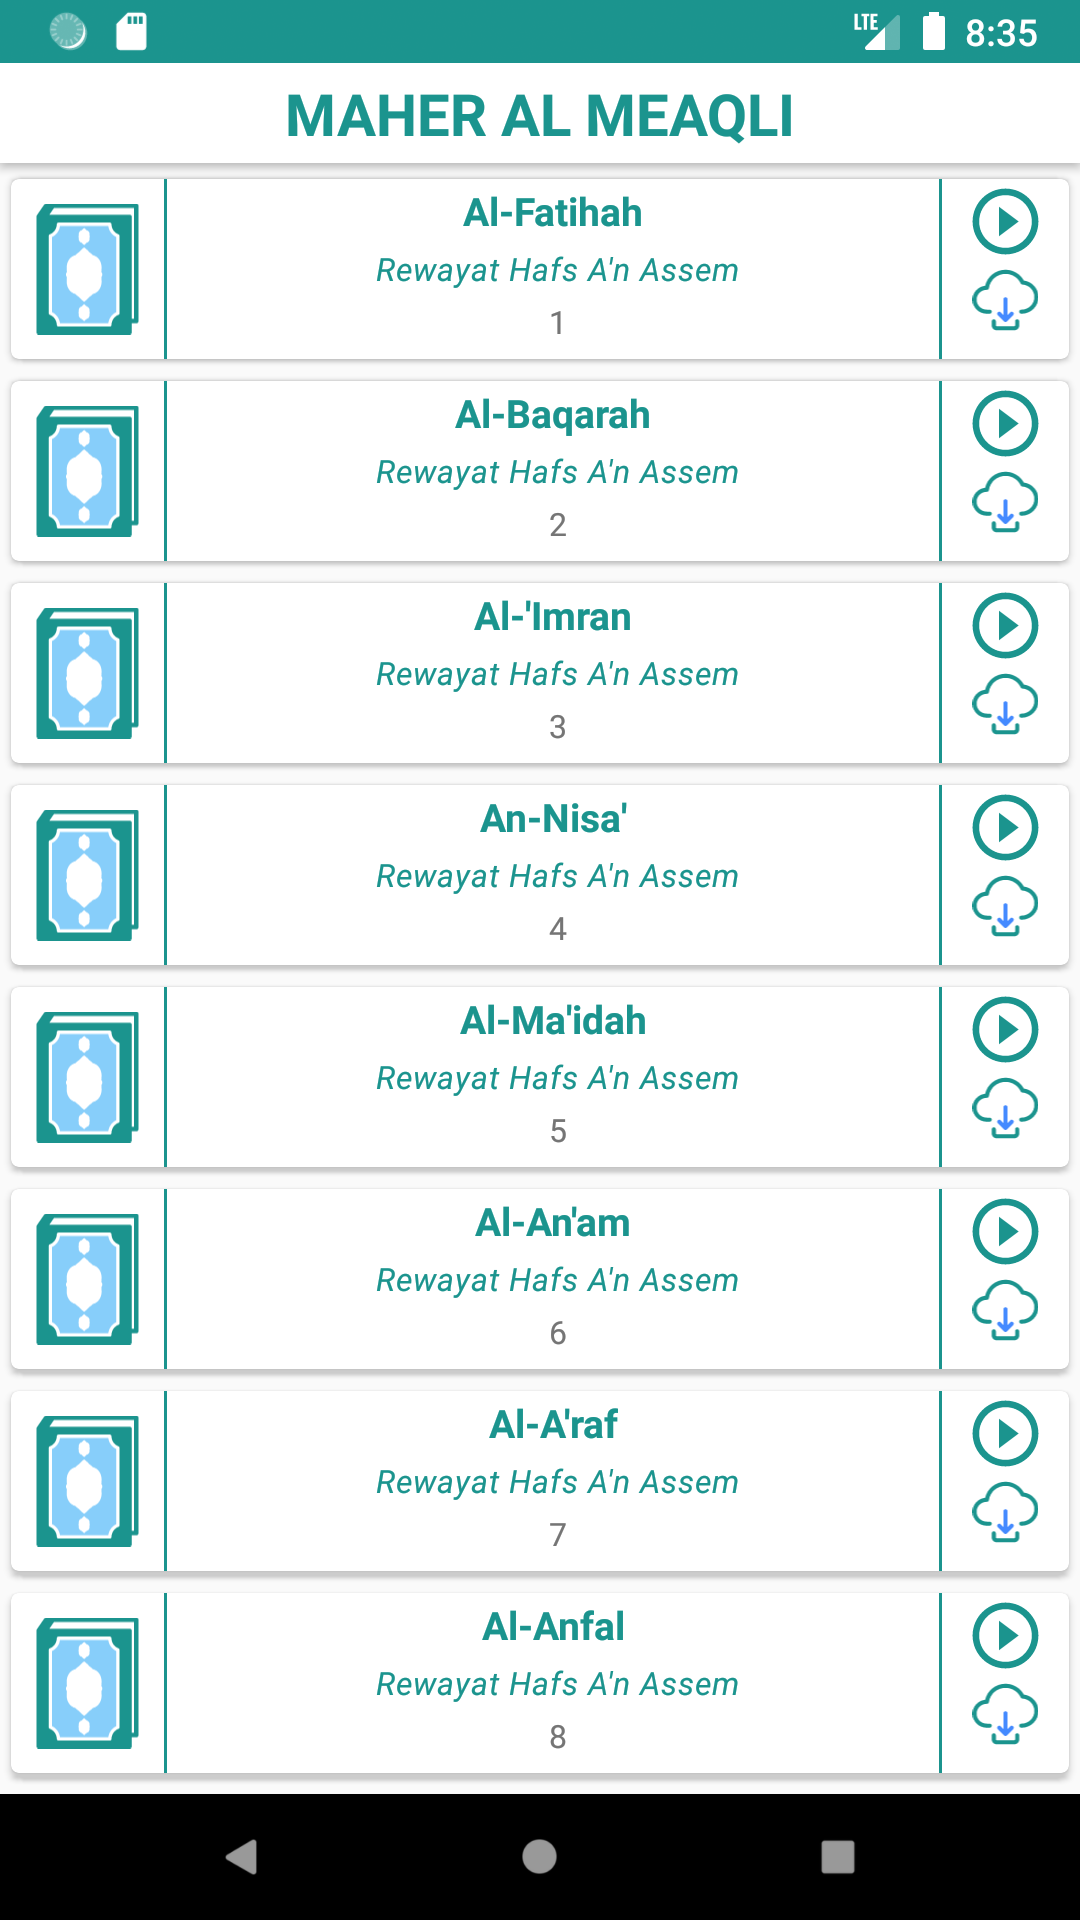 LTE 8:35
MAHER AL MEAQLI
Al-Fatihah
Rewayat Hafs A'n Assem
1
Al-Baqarah
Rewayat Hafs A'n Assem
2
Al-'Imran
Rewayat Hafs A'n Assem
3
An-Nisa'
Rewayat Hafs A'n Assem
4
Al-Ma'idah
Rewayat Hafs A'n Assem
5
Al-An'am
Rewayat Hafs A'n Assem
6
Al-A'raf
Rewayat Hafs A'n Assem
7
Al-Anfal
Rewayat Hafs A'n Assem
8